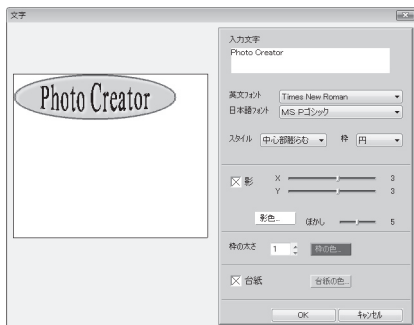 文字
Photo Creator
入力文字
Photo Creator
英文フォント Times New Roman
日本語フォント MS Pゴシック
スタイル 中心部膨らむ 枠 円
影 X 3
Y 3
影色... ぼかし 5
枠の太さ 1 枠の色...
台紙 台紙の色...
OK キャンセル